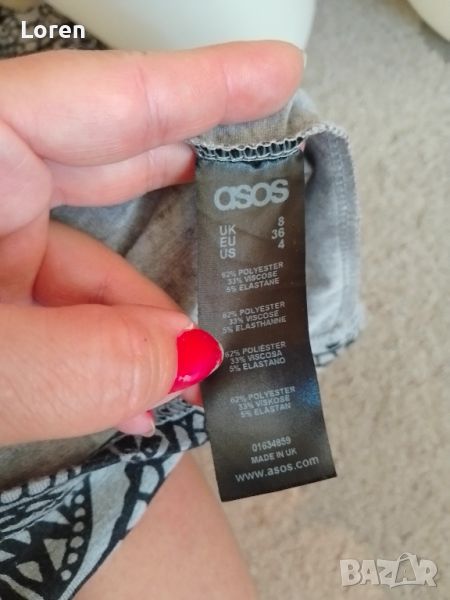 Loren
asos
UK 8
EU 36
US 4
62% POLYESTER
33% VISCOSE
5% ELASTANE
62% POLYESTER
33% VISCOSE
5% ELASTHANNE
62% POLIÉSTER
33% VISCOSA
5% ELASTANO
62% POLYESTER
33% VISKOSE
5% ELASTAN
01634859
MADE IN UK
www.asos.com
BAZAR